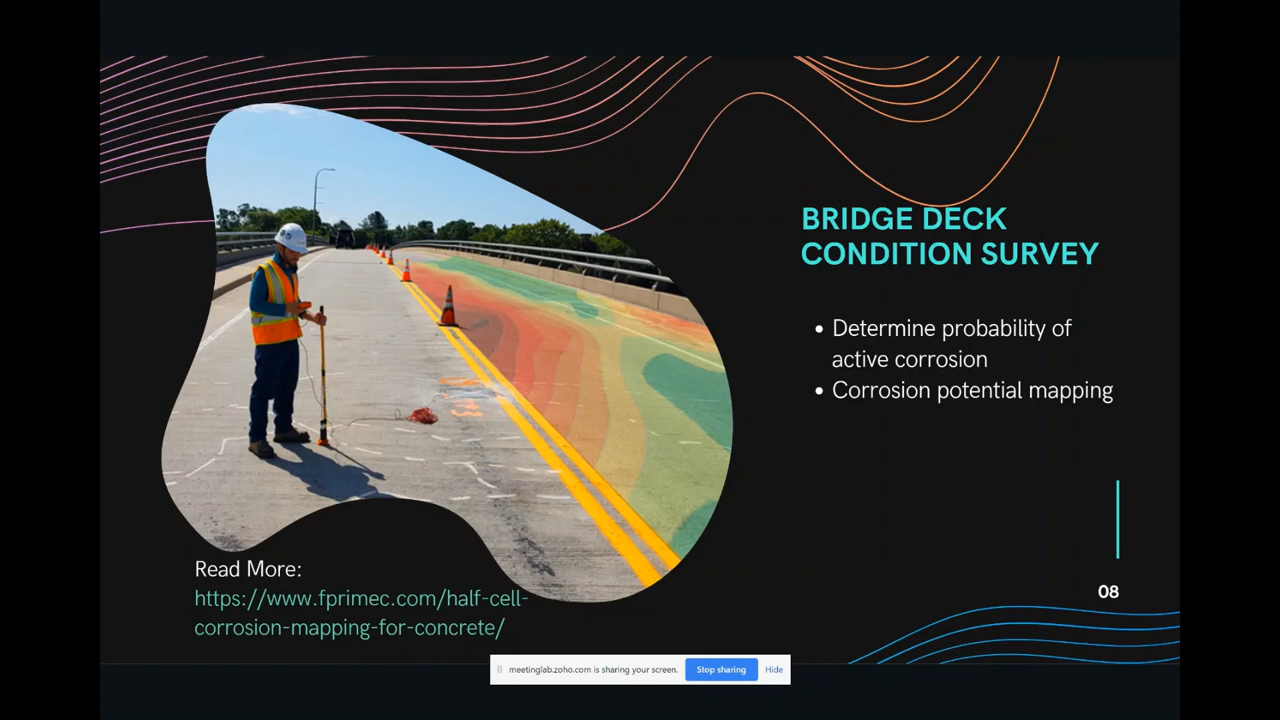 BRIDGE DECK
CONDITION SURVEY
• Determine probability of
active corrosion
• Corrosion potential mapping
Read More:
https://www.fprimec.com/half-cell-
corrosion-mapping-for-concrete/
08
meetinglab.zoho.com is sharing your screen. Stop sharing Hide